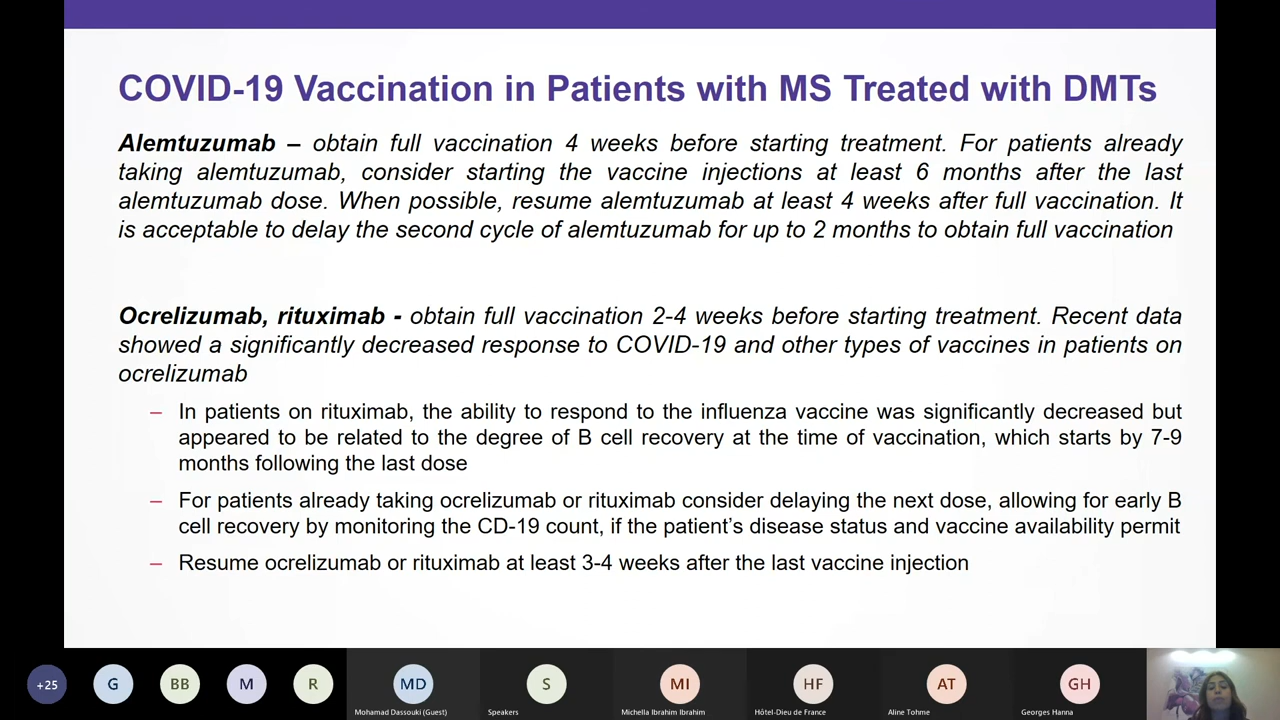 COVID-19 Vaccination in Patients with MS Treated with DMTs
Alemtuzumab – obtain full vaccination 4 weeks before starting treatment. For patients already
taking alemtuzumab, consider starting the vaccine injections at least 6 months after the last
alemtuzumab dose. When possible, resume alemtuzumab at least 4 weeks after full vaccination. It
is acceptable to delay the second cycle of alemtuzumab for up to 2 months to obtain full vaccination
Ocrelizumab, rituximab - obtain full vaccination 2-4 weeks before starting treatment. Recent data
showed a significantly decreased response to COVID-19 and other types of vaccines in patients on
ocrelizumab
– In patients on rituximab, the ability to respond to the influenza vaccine was significantly decreased but
appeared to be related to the degree of B cell recovery at the time of vaccination, which starts by 7-9
months following the last dose
– For patients already taking ocrelizumab or rituximab consider delaying the next dose, allowing for early B
cell recovery by monitoring the CD-19 count, if the patient's disease status and vaccine availability permit
– Resume ocrelizumab or rituximab at least 3-4 weeks after the last vaccine injection
+25 G BB M R MD S MI HF AT GH
Mohamad Dassouki (Guest) Speakers Michella Ibrahim Ibrahim Hôtel-Dieu de France Aline Tohme Georges Hanna